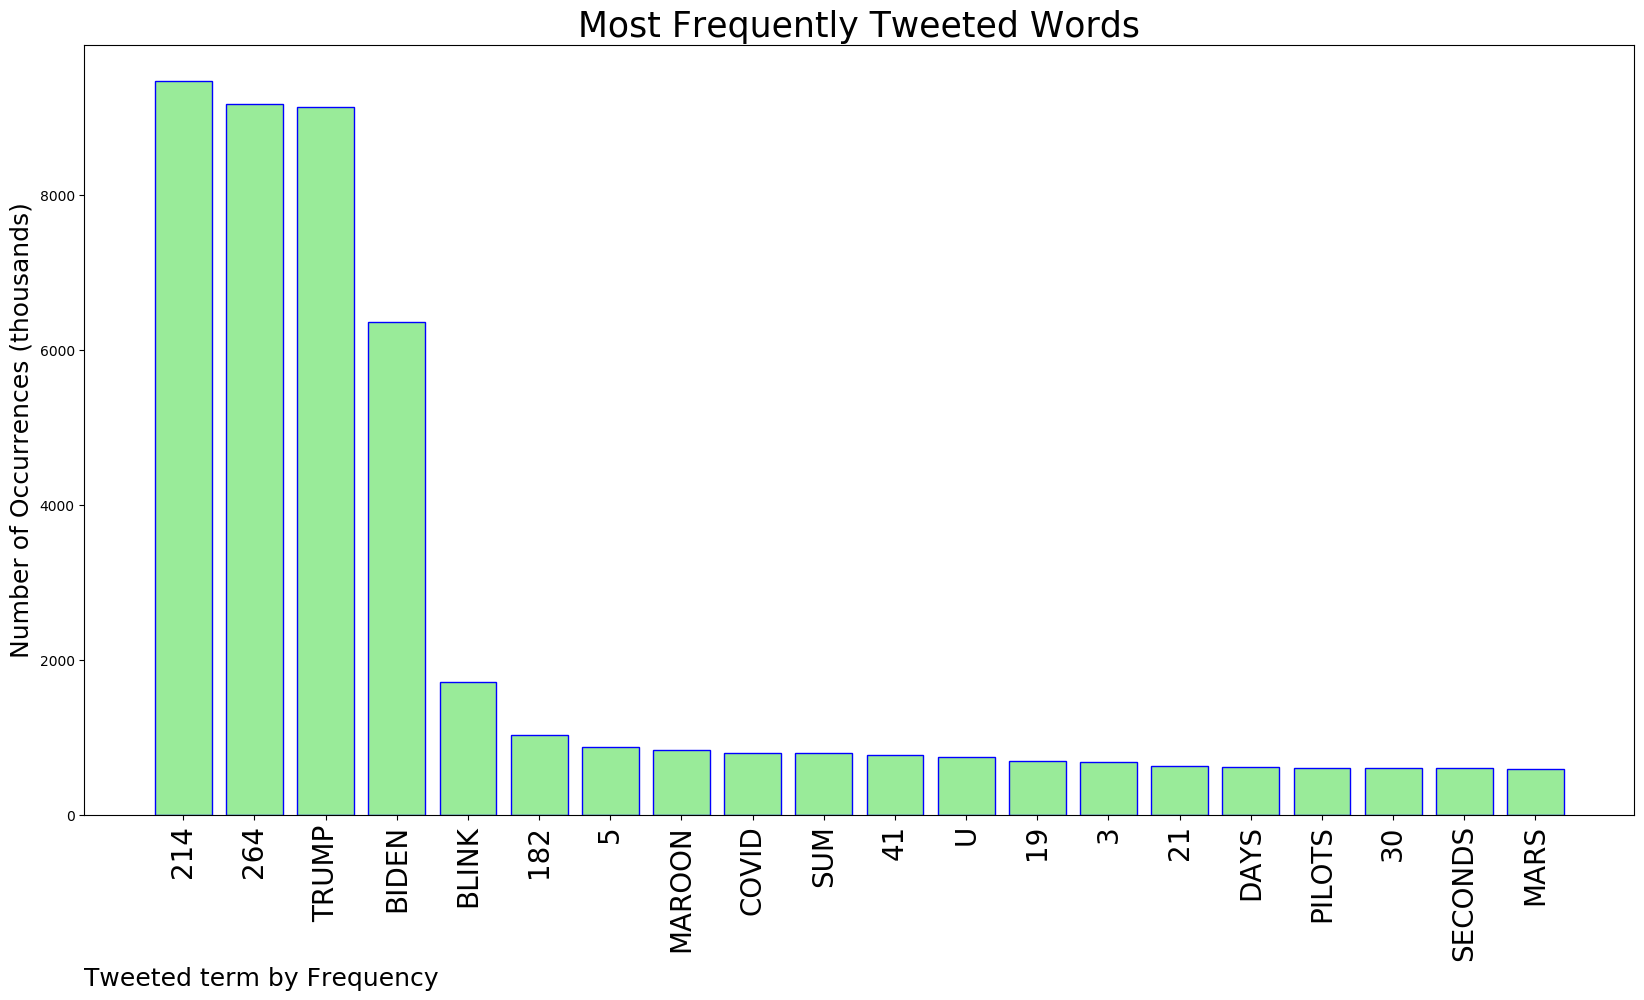 Most Frequently Tweeted Words
Number of Occurrences (thousands)
8000
6000
4000
2000
0
214
264
TRUMP
BIDEN
BLINK
182
5
MAROON
COVID
SUM
41
U
19
3
21
DAYS
PILOTS
30
SECONDS
MARS
Tweeted term by Frequency